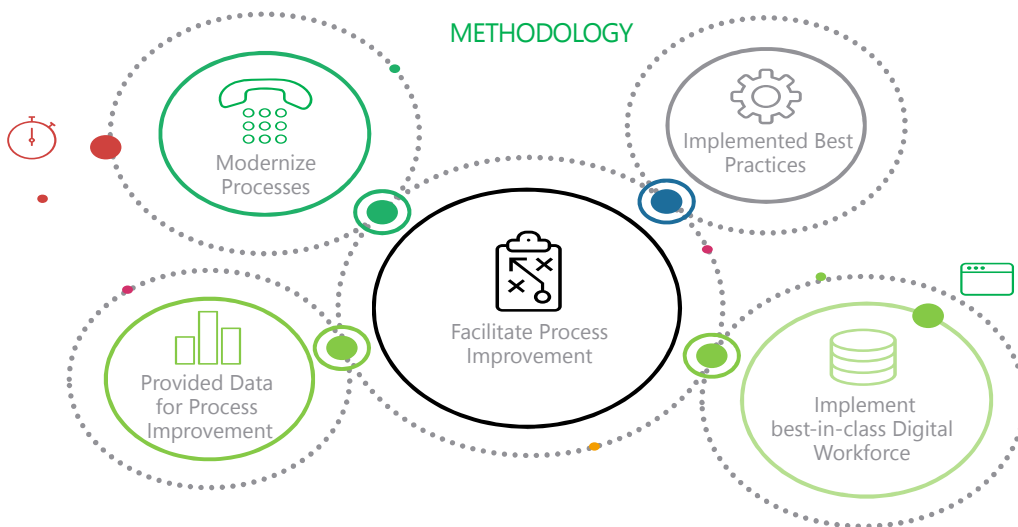 METHODOLOGY
Modernize
Processes
Implemented Best
Practices
Facilitate Process
Improvement
Provided Data
for Process
Improvement
Implement
best-in-class Digital
Workforce